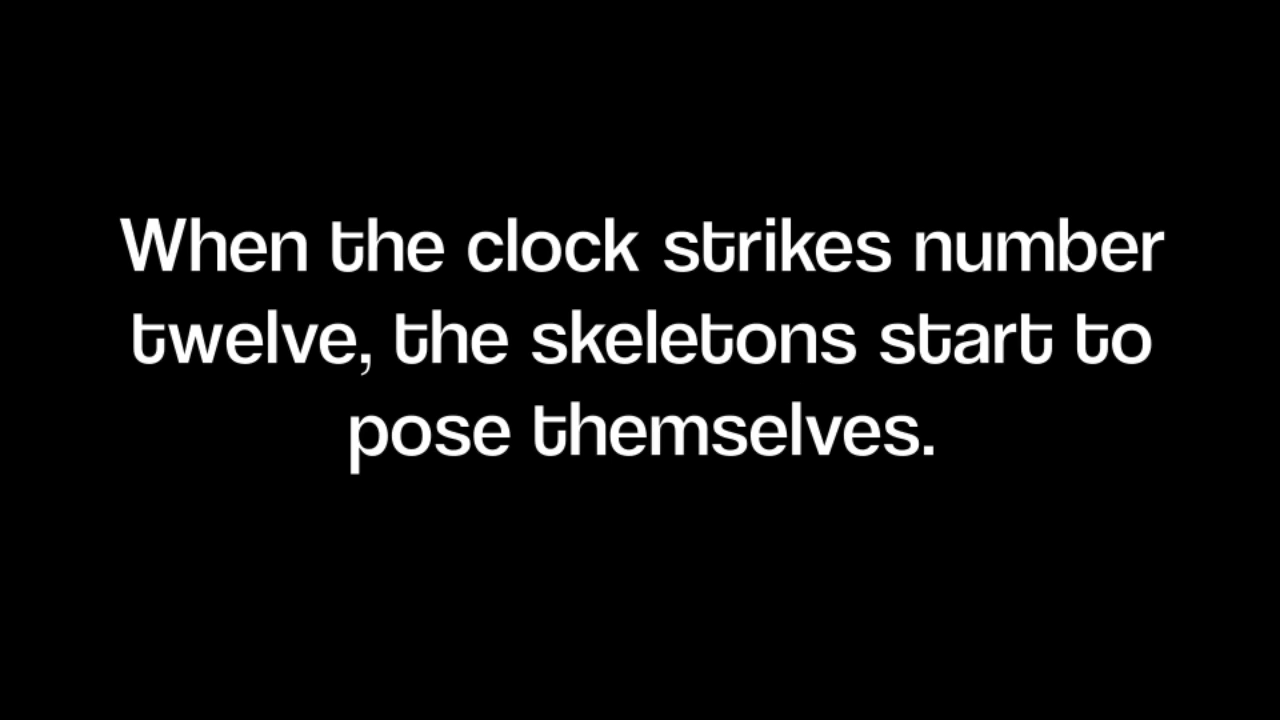 When the clock strikes number
twelve, the skeletons start to
pose themselves.